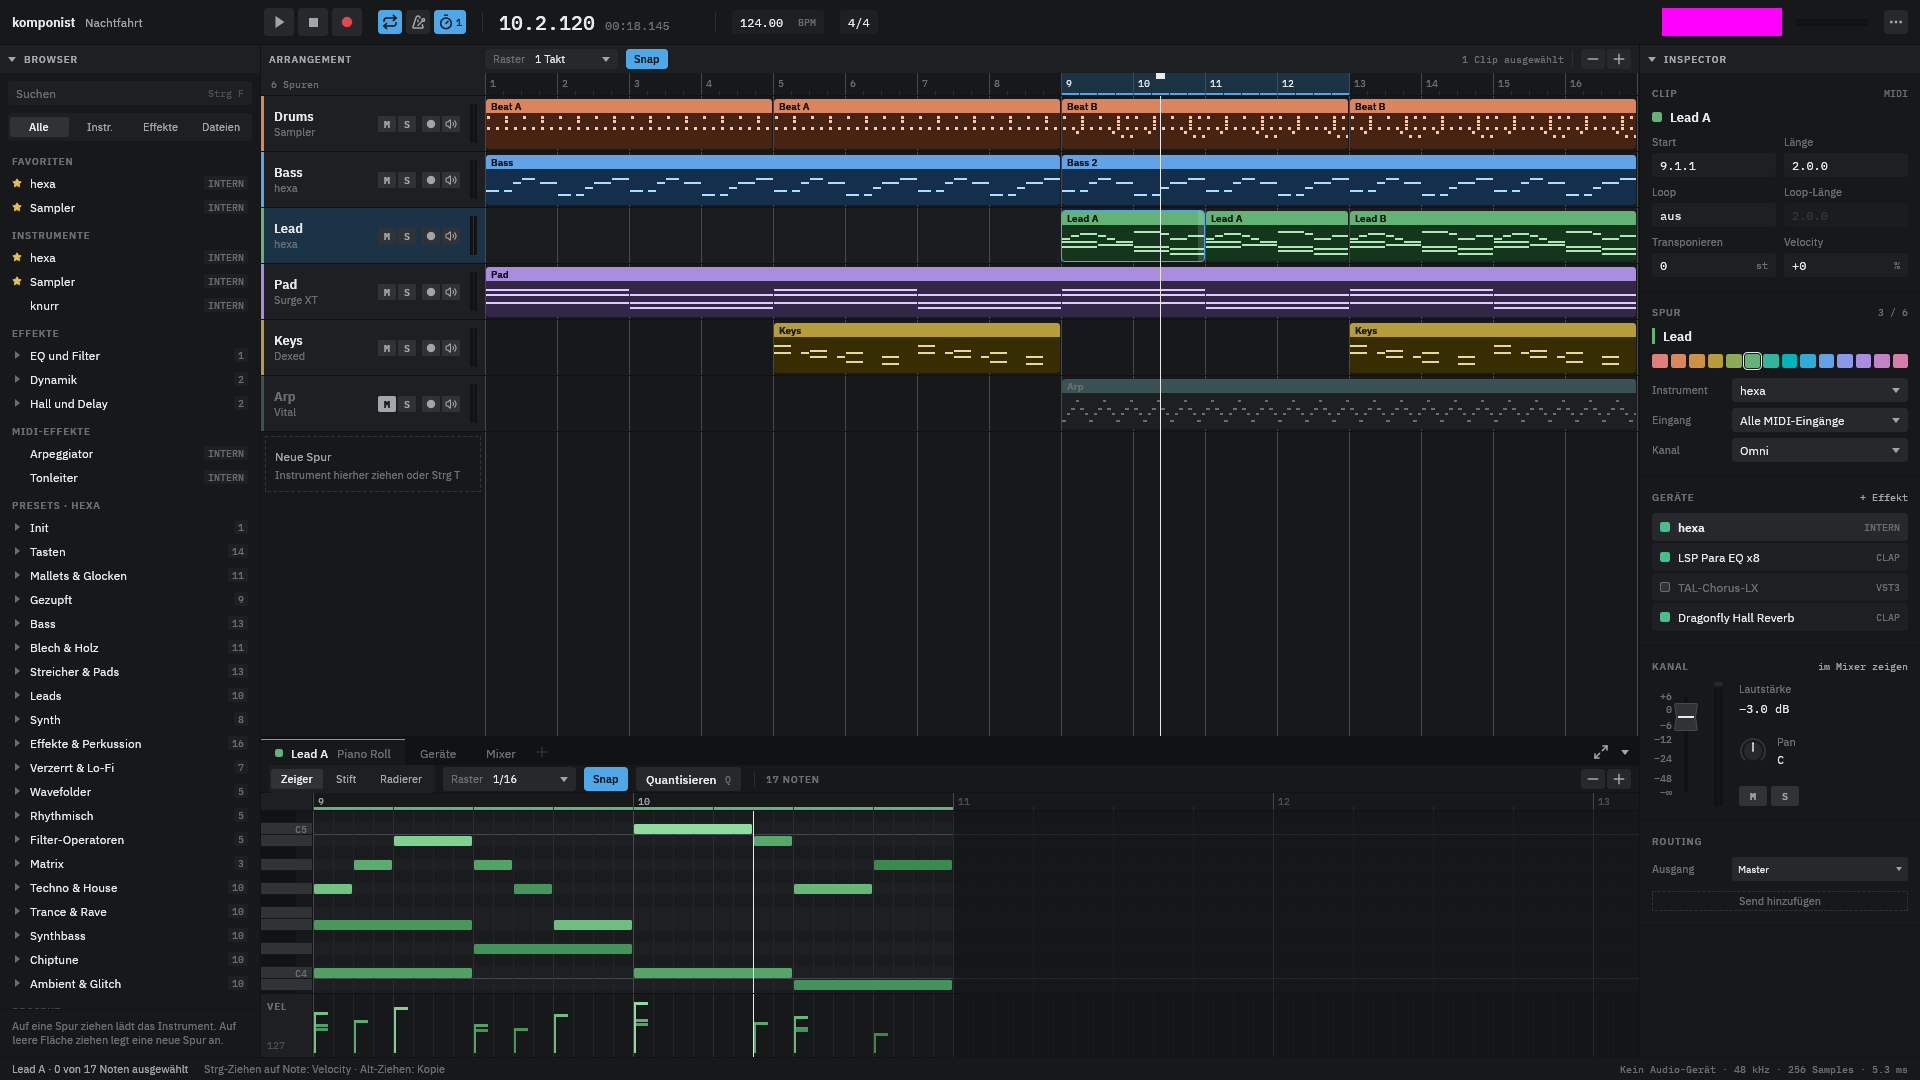 komponist Nachtfahrt
1
10.2.120 00:18.145
124.00 BPM
4/4
BROWSER
Suchen Strg F
Alle Instr. Effekte Dateien
FAVORITEN
hexa INTERN
Sampler INTERN
INSTRUMENTE
hexa INTERN
Sampler INTERN
knurr INTERN
EFFEKTE
EQ und Filter 1
Dynamik 2
Hall und Delay 2
MIDI-EFFEKTE
Arpeggiator INTERN
Tonleiter INTERN
PRESETS · HEXA
Init 1
Tasten 14
Mallets & Glocken 11
Gezupft 9
Bass 13
Blech & Holz 11
Streicher & Pads 13
Leads 10
Synth 8
Effekte & Perkussion 16
Verzerrt & Lo-Fi 7
Wavefolder 5
Rhythmisch 5
Filter-Operatoren 5
Matrix 3
Techno & House 10
Trance & Rave 10
Synthbass 10
Chiptune 10
Ambient & Glitch 10
Auf eine Spur ziehen lädt das Instrument. Auf
leere Fläche ziehen legt eine neue Spur an.
ARRANGEMENT
Raster 1 Takt
Snap
1 Clip ausgewählt
6 Spuren
1 2 3 4 5 6 7 8 9 10 11 12 13 14 15 16
Drums
Sampler
M S
Beat A Beat A Beat B Beat B
Bass
hexa
M S
Bass Bass 2
Lead
hexa
M S
Lead A Lead A Lead B
Pad
Surge XT
M S
Pad
Keys
Dexed
M S
Keys Keys
Arp
Vital
M S
Arp
Neue Spur
Instrument hierher ziehen oder Strg T
Lead A Piano Roll Geräte Mixer
Zeiger Stift Radierer
Raster 1/16
Snap
Quantisieren Q
17 NOTEN
9 10 11 12 13
C5
C4
VEL
127
INSPECTOR
CLIP MIDI
Lead A
Start Länge
9.1.1 2.0.0
Loop Loop-Länge
aus 2.0.0
Transponieren Velocity
0 st +0 %
SPUR 3 / 6
Lead
Instrument hexa
Eingang Alle MIDI-Eingänge
Kanal Omni
GERÄTE + Effekt
hexa INTERN
LSP Para EQ x8 CLAP
TAL-Chorus-LX VST3
Dragonfly Hall Reverb CLAP
KANAL im Mixer zeigen
+6
0
−6
−12
−24
−48
−∞
Lautstärke
−3.0 dB
Pan
C
M S
ROUTING
Ausgang Master
Send hinzufügen
Lead A · 0 von 17 Noten ausgewählt Strg-Ziehen auf Note: Velocity · Alt-Ziehen: Kopie
Kein Audio-Gerät · 48 kHz · 256 Samples · 5.3 ms